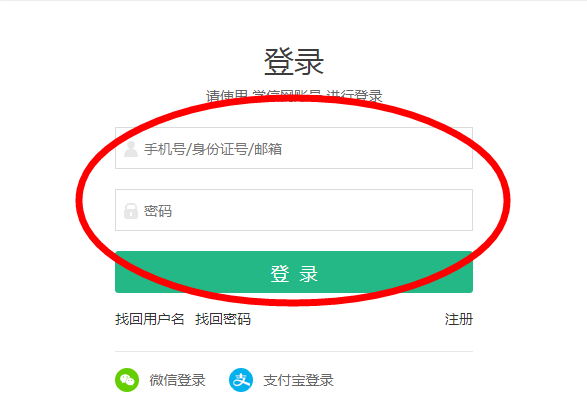 登录
请使用 学信网账号 进行登录
手机号/身份证号/邮箱
密码
登 录
找回用户名 找回密码 注册
微信登录 支付宝登录